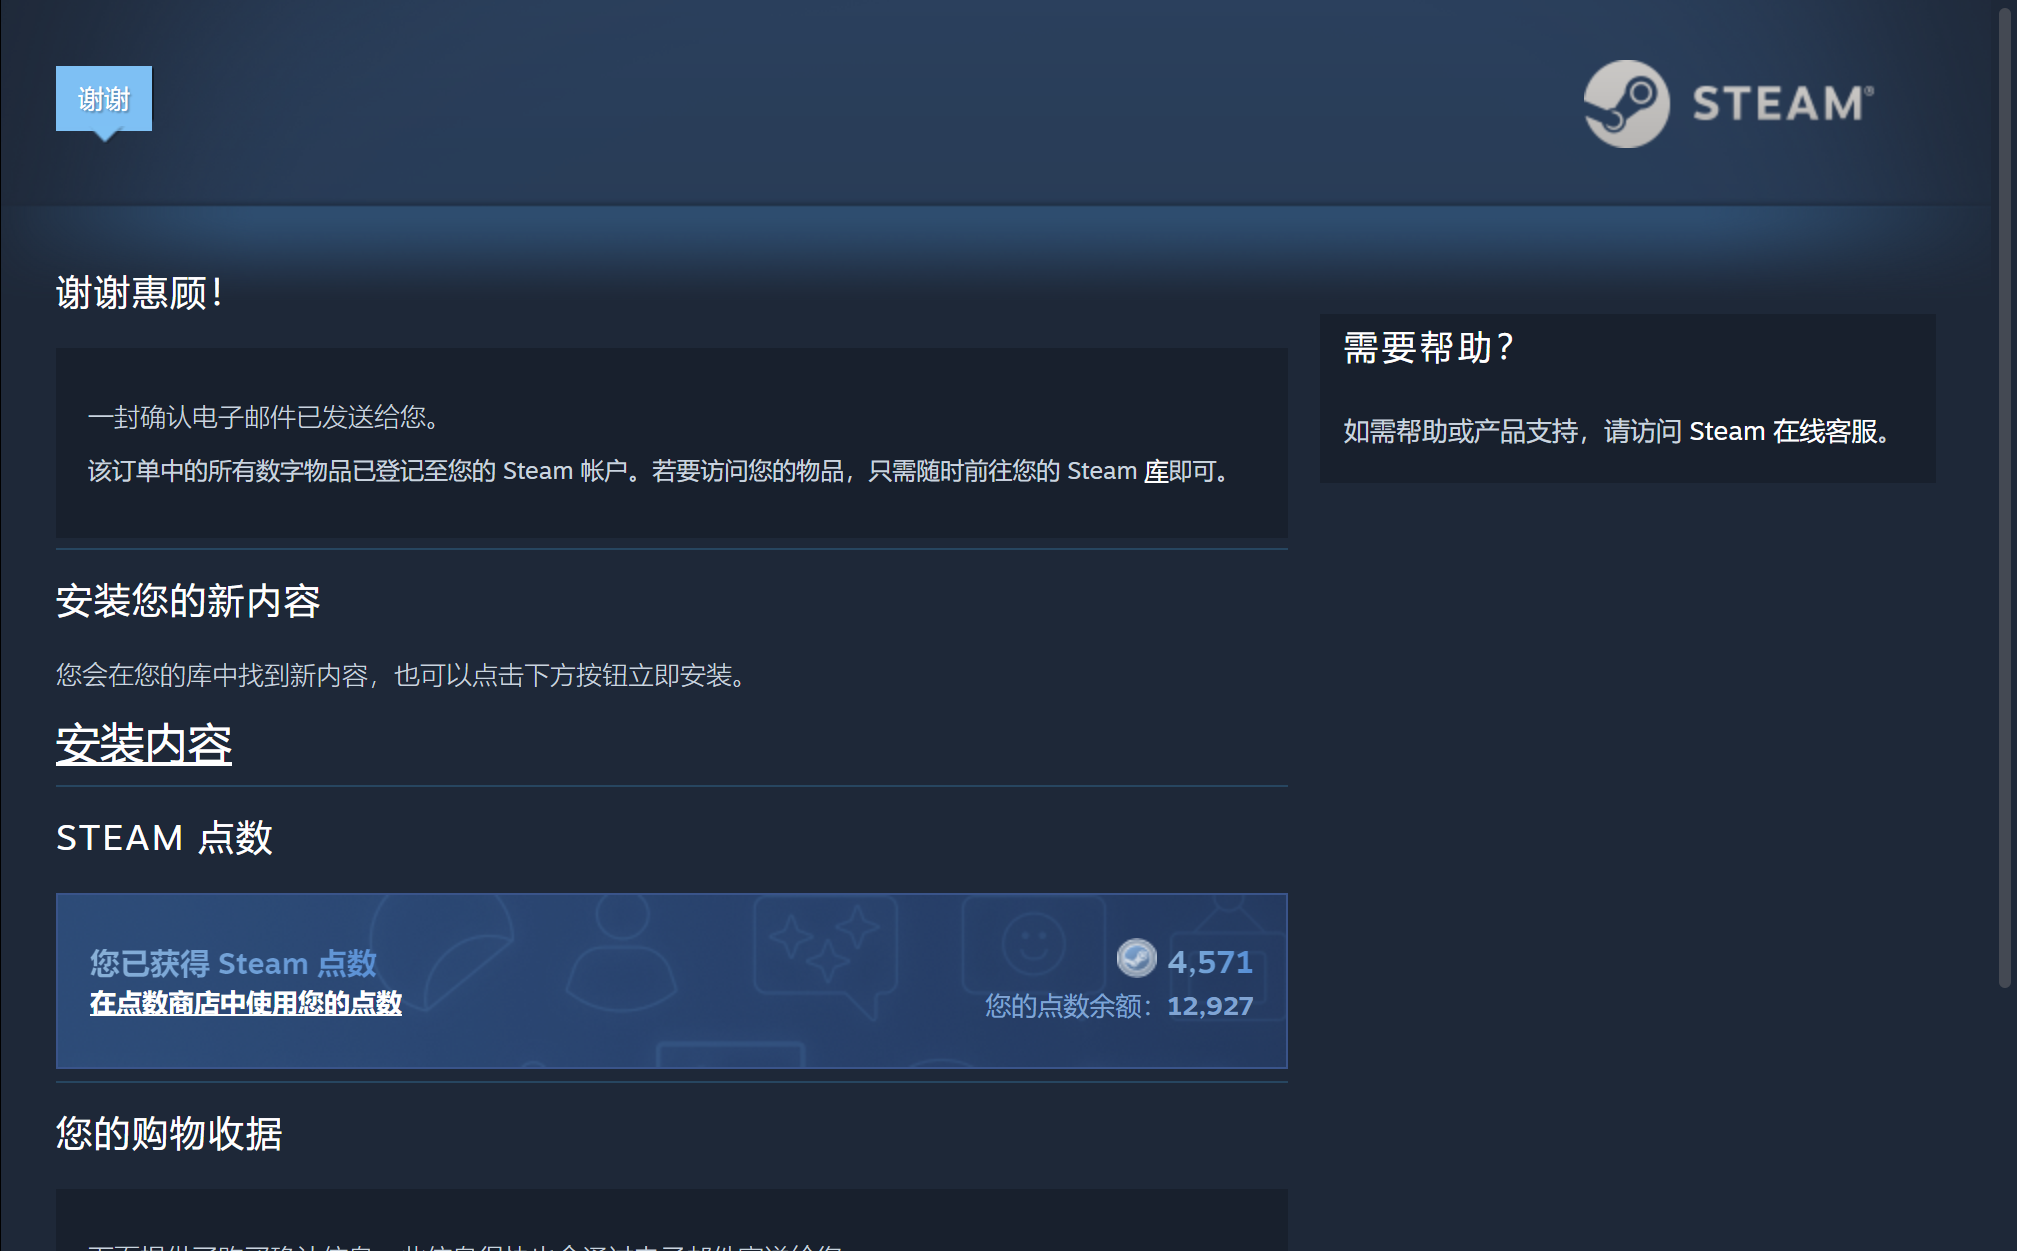 谢谢
STEAM®
谢谢惠顾！
一封确认电子邮件已发送给您。
该订单中的所有数字物品已登记至您的 Steam 帐户。若要访问您的物品，只需随时前往您的 Steam 库即可。
需要帮助？
如需帮助或产品支持，请访问 Steam 在线客服。
安装您的新内容
您会在您的库中找到新内容，也可以点击下方按钮立即安装。
安装内容
STEAM 点数
您已获得 Steam 点数
4,571
在点数商店中使用您的点数
您的点数余额：12,927
您的购物收据